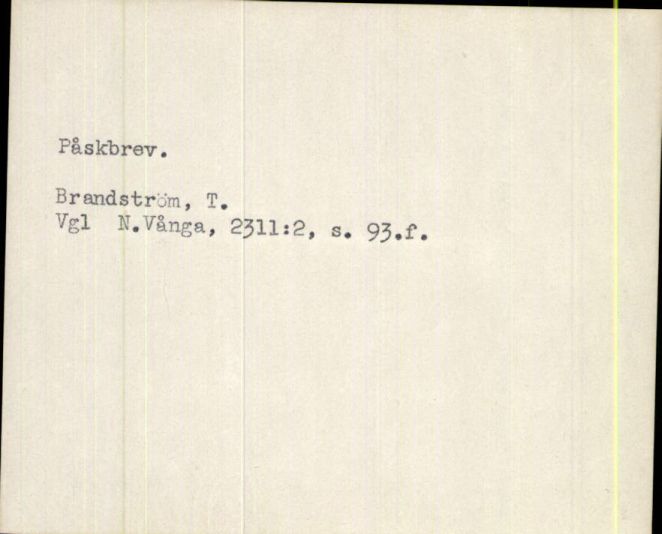 Påskbrev.
Brandström, T.
Vgl N.Vånga, 2311:2, s. 93.f.